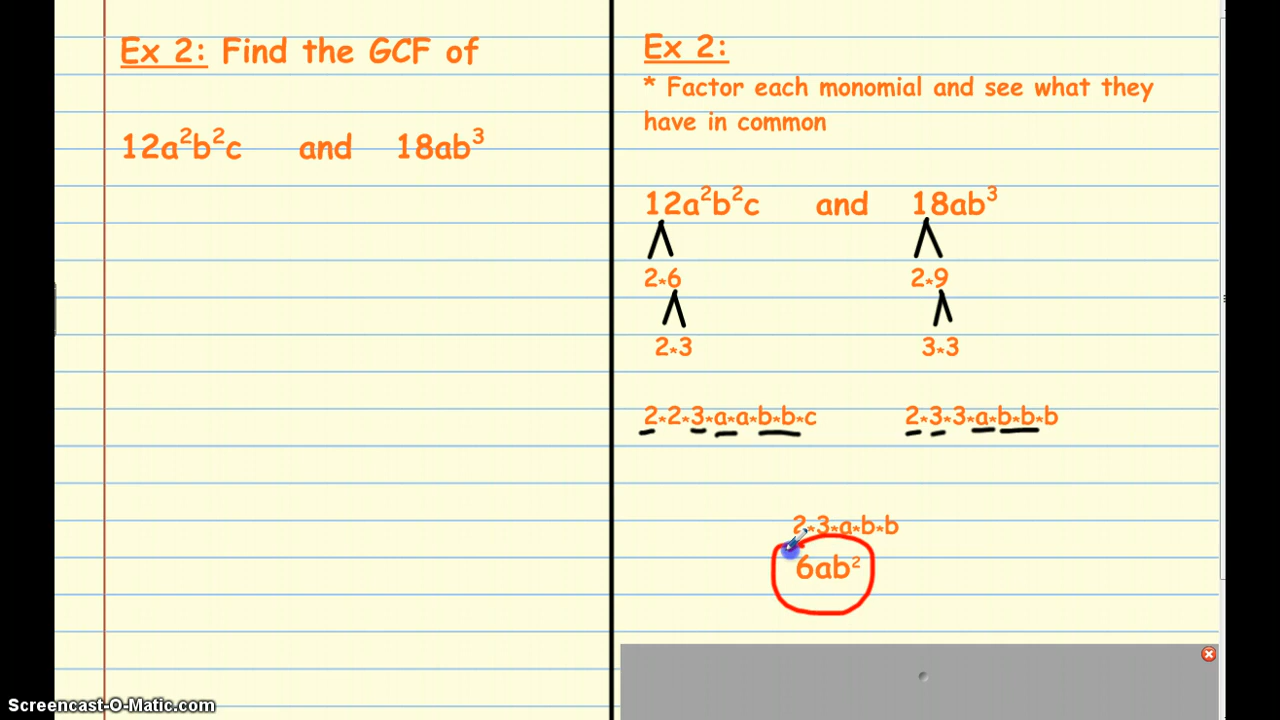 Ex 2: Find the GCF of
12a²b²c and 18ab³
Ex 2:
* Factor each monomial and see what they
have in common
12a²b²c and 18ab³
2*6 2*9
2*3 3*3
2*2*3*a*a*b*b*c 2*3*3*a*b*b*b
2*3*a*b*b
6ab²
Screencast-O-Matic.com